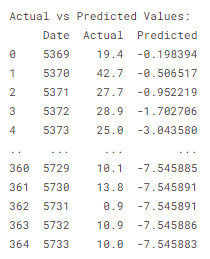 Actual vs Predicted Values:
Date Actual Predicted
0 5369 19.4 -0.198394
1 5370 42.7 -0.506517
2 5371 27.7 -0.952219
3 5372 28.9 -1.702706
4 5373 25.0 -3.043580
.. ... ... ...
360 5729 10.1 -7.545885
361 5730 13.8 -7.545891
362 5731 0.9 -7.545891
363 5732 10.9 -7.545886
364 5733 10.0 -7.545883